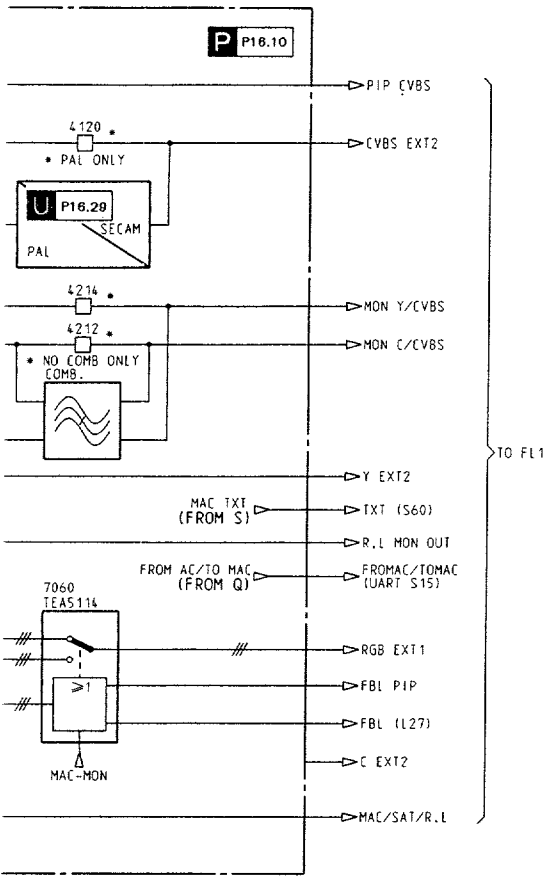 P P16.10
PIP CVBS
4120 *
CVBS EXT2
* PAL ONLY
U P16.29
SECAM
PAL
4214 *
MON Y/CVBS
4212 *
MON C/CVBS
* NO COMB ONLY
COMB.
TO FL1
Y EXT2
MAC TXT
(FROM S)
TXT (S60)
R.L MON OUT
FROM AC/TO MAC
(FROM Q)
FROMAC/TOMAC
(UART S15)
7060
TEA5114
RGB EXT1
≥1
FBL PIP
FBL (L27)
C EXT2
MAC-MON
MAC/SAT/R.L